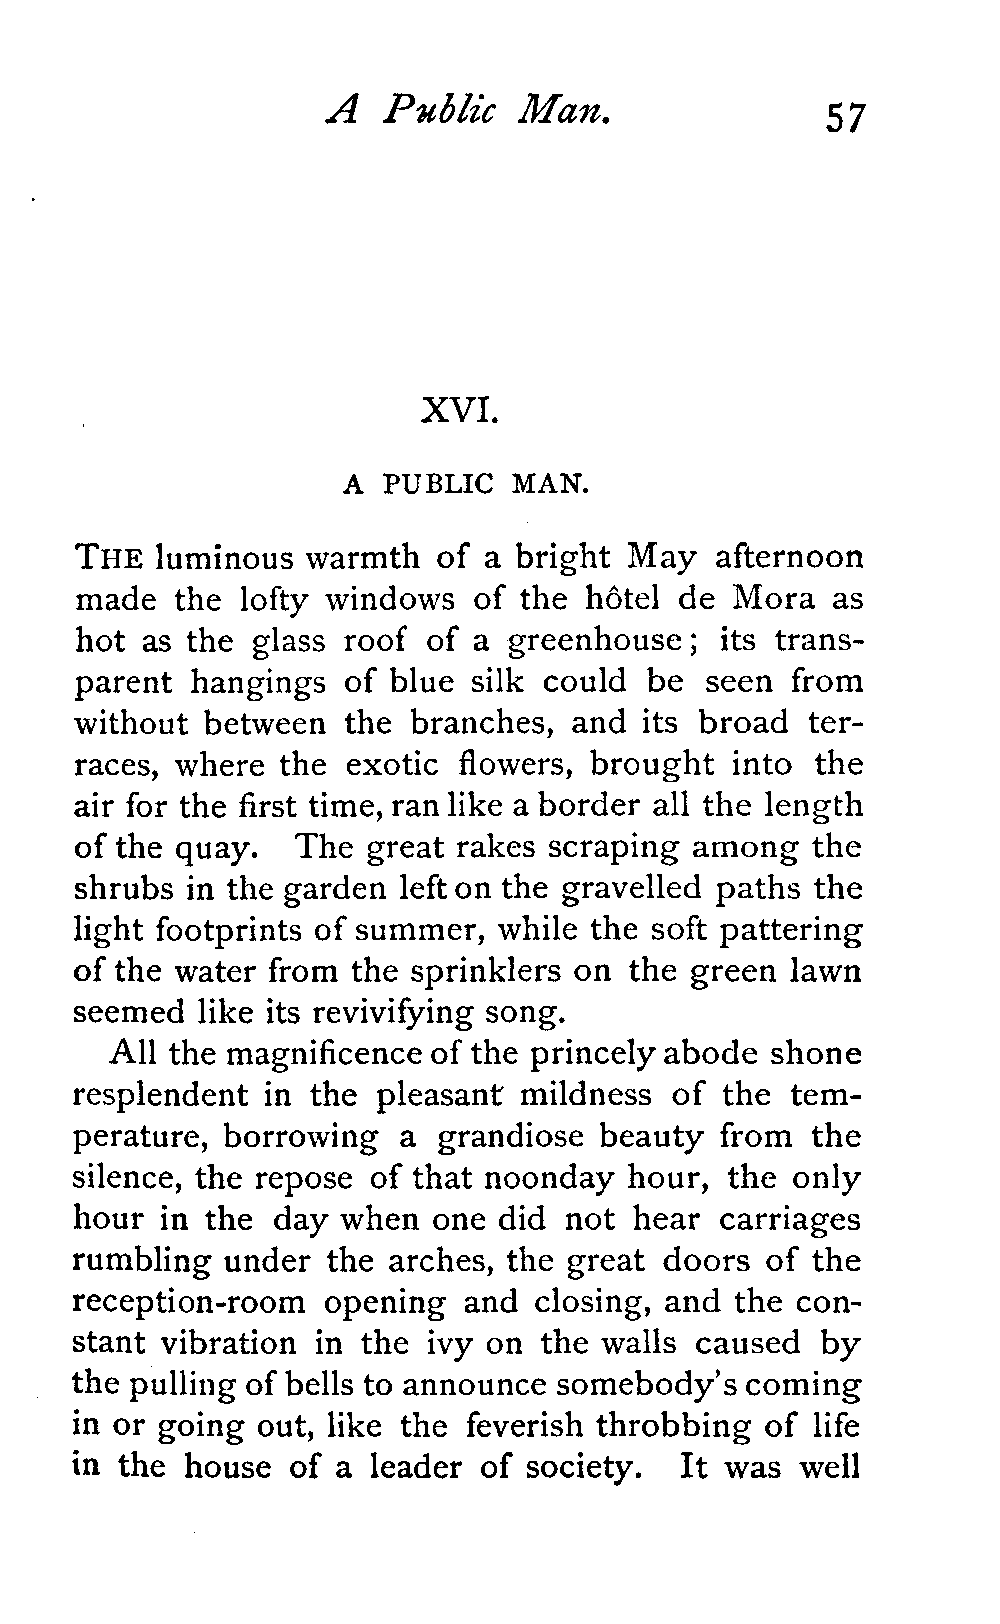 A Public Man. 57
XVI.
A PUBLIC MAN.
THE luminous warmth of a bright May afternoon
made the lofty windows of the hôtel de Mora as
hot as the glass roof of a greenhouse; its trans-
parent hangings of blue silk could be seen from
without between the branches, and its broad ter-
races, where the exotic flowers, brought into the
air for the first time, ran like a border all the length
of the quay. The great rakes scraping among the
shrubs in the garden left on the gravelled paths the
light footprints of summer, while the soft pattering
of the water from the sprinklers on the green lawn
seemed like its revivifying song.
All the magnificence of the princely abode shone
resplendent in the pleasant mildness of the tem-
perature, borrowing a grandiose beauty from the
silence, the repose of that noonday hour, the only
hour in the day when one did not hear carriages
rumbling under the arches, the great doors of the
reception-room opening and closing, and the con-
stant vibration in the ivy on the walls caused by
the pulling of bells to announce somebody's coming
in or going out, like the feverish throbbing of life
in the house of a leader of society. It was well